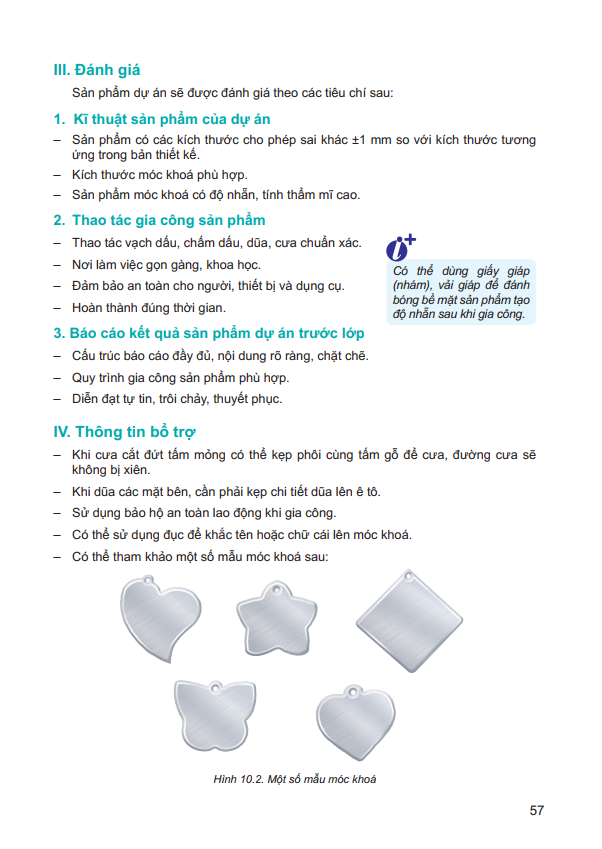 III. Đánh giá
Sản phẩm dự án sẽ được đánh giá theo các tiêu chí sau:
1. Kĩ thuật sản phẩm của dự án
– Sản phẩm có các kích thước cho phép sai khác ±1 mm so với kích thước tương
ứng trong bản thiết kế.
– Kích thước móc khoá phù hợp.
– Sản phẩm móc khoá có độ nhẵn, tính thẩm mĩ cao.
2. Thao tác gia công sản phẩm
– Thao tác vạch dấu, chấm dấu, dũa, cưa chuẩn xác.
– Nơi làm việc gọn gàng, khoa học.
– Đảm bảo an toàn cho người, thiết bị và dụng cụ.
– Hoàn thành đúng thời gian.
i+
Có thể dùng giấy giáp
(nhám), vải giáp để đánh
bóng bề mặt sản phẩm tạo
độ nhẵn sau khi gia công.
3. Báo cáo kết quả sản phẩm dự án trước lớp
– Cấu trúc báo cáo đầy đủ, nội dung rõ ràng, chặt chẽ.
– Quy trình gia công sản phẩm phù hợp.
– Diễn đạt tự tin, trôi chảy, thuyết phục.
IV. Thông tin bổ trợ
– Khi cưa cắt đứt tấm mỏng có thể kẹp phôi cùng tấm gỗ để cưa, đường cưa sẽ
không bị xiên.
– Khi dũa các mặt bên, cần phải kẹp chi tiết dũa lên ê tô.
– Sử dụng bảo hộ an toàn lao động khi gia công.
– Có thể sử dụng đục để khắc tên hoặc chữ cái lên móc khoá.
– Có thể tham khảo một số mẫu móc khoá sau:
Hình 10.2. Một số mẫu móc khoá
57